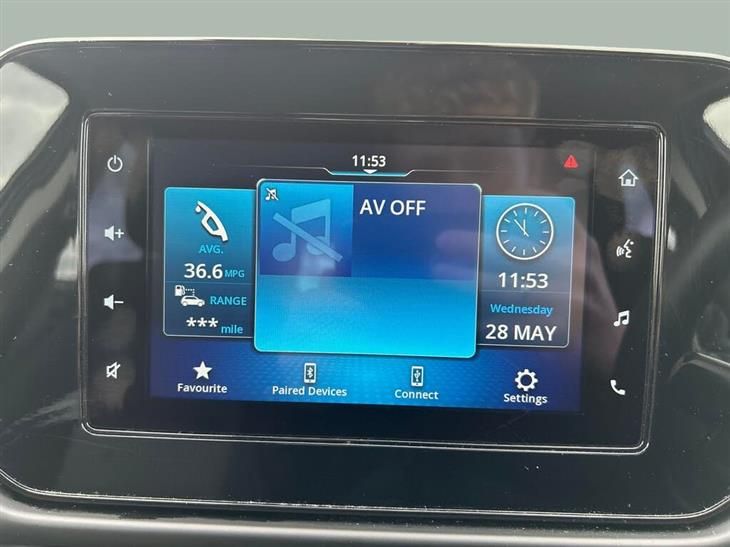 11:53
AVG.
36.6 MPG
RANGE
*** mile
AV OFF
11:53
Wednesday
28 MAY
Favourite
Paired Devices
Connect
Settings